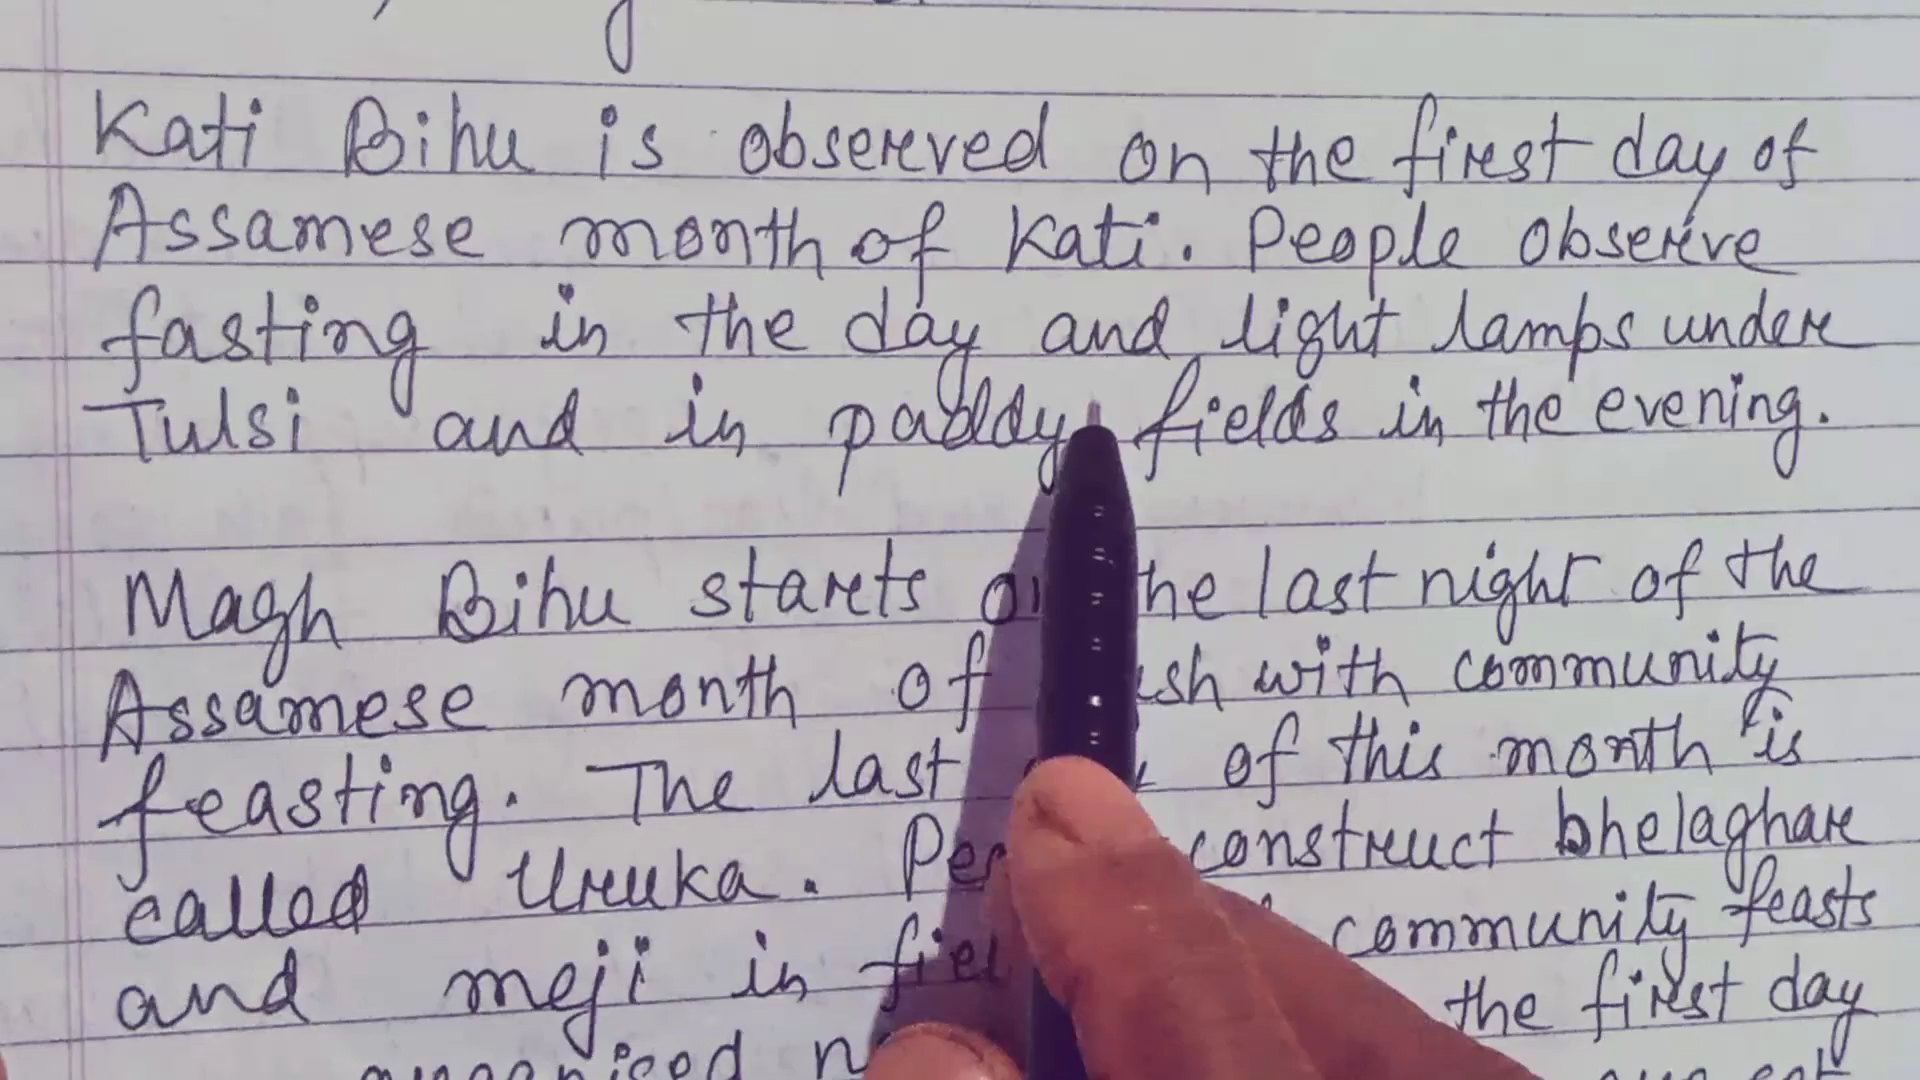 Kati Bihu is observed on the first day of
Assamese month of Kati. People observe
fasting in the day and light lamps under
Tulsi and in paddy fields in the evening.
Magh Bihu starts the last night of the
Assamese month of with community
feasting. The last of this month is
called Uruka. construct bhelaghar
and meji in community feasts
the first day